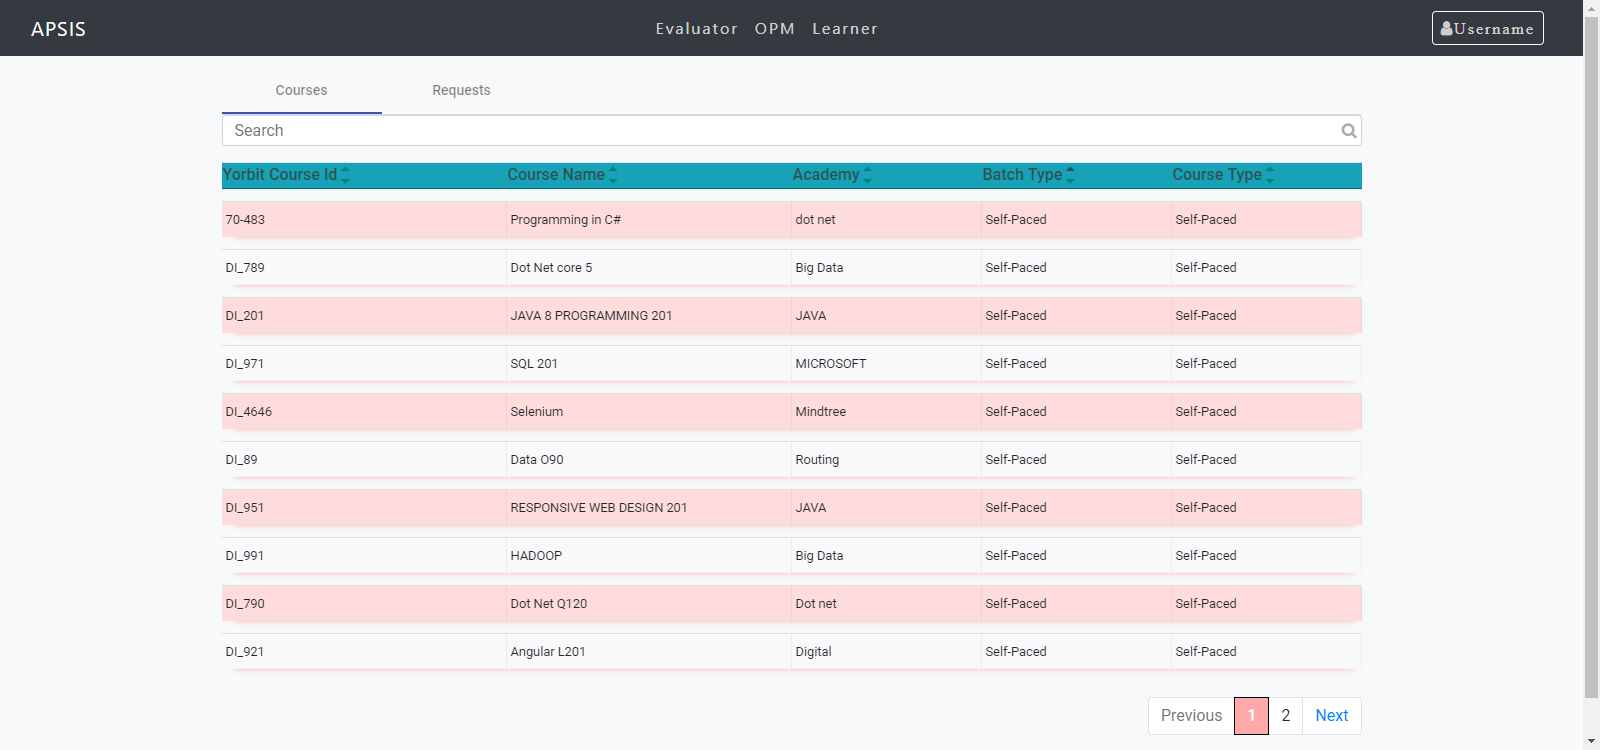 APSIS Evaluator OPM Learner Username
Courses Requests
Search
Yorbit Course Id Course Name Academy Batch Type Course Type
70-483 Programming in C# dot net Self-Paced Self-Paced
DI_789 Dot Net core 5 Big Data Self-Paced Self-Paced
DI_201 JAVA 8 PROGRAMMING 201 JAVA Self-Paced Self-Paced
DI_971 SQL 201 MICROSOFT Self-Paced Self-Paced
DI_4646 Selenium Mindtree Self-Paced Self-Paced
DI_89 Data O90 Routing Self-Paced Self-Paced
DI_951 RESPONSIVE WEB DESIGN 201 JAVA Self-Paced Self-Paced
DI_991 HADOOP Big Data Self-Paced Self-Paced
DI_790 Dot Net Q120 Dot net Self-Paced Self-Paced
DI_921 Angular L201 Digital Self-Paced Self-Paced
Previous 1 2 Next